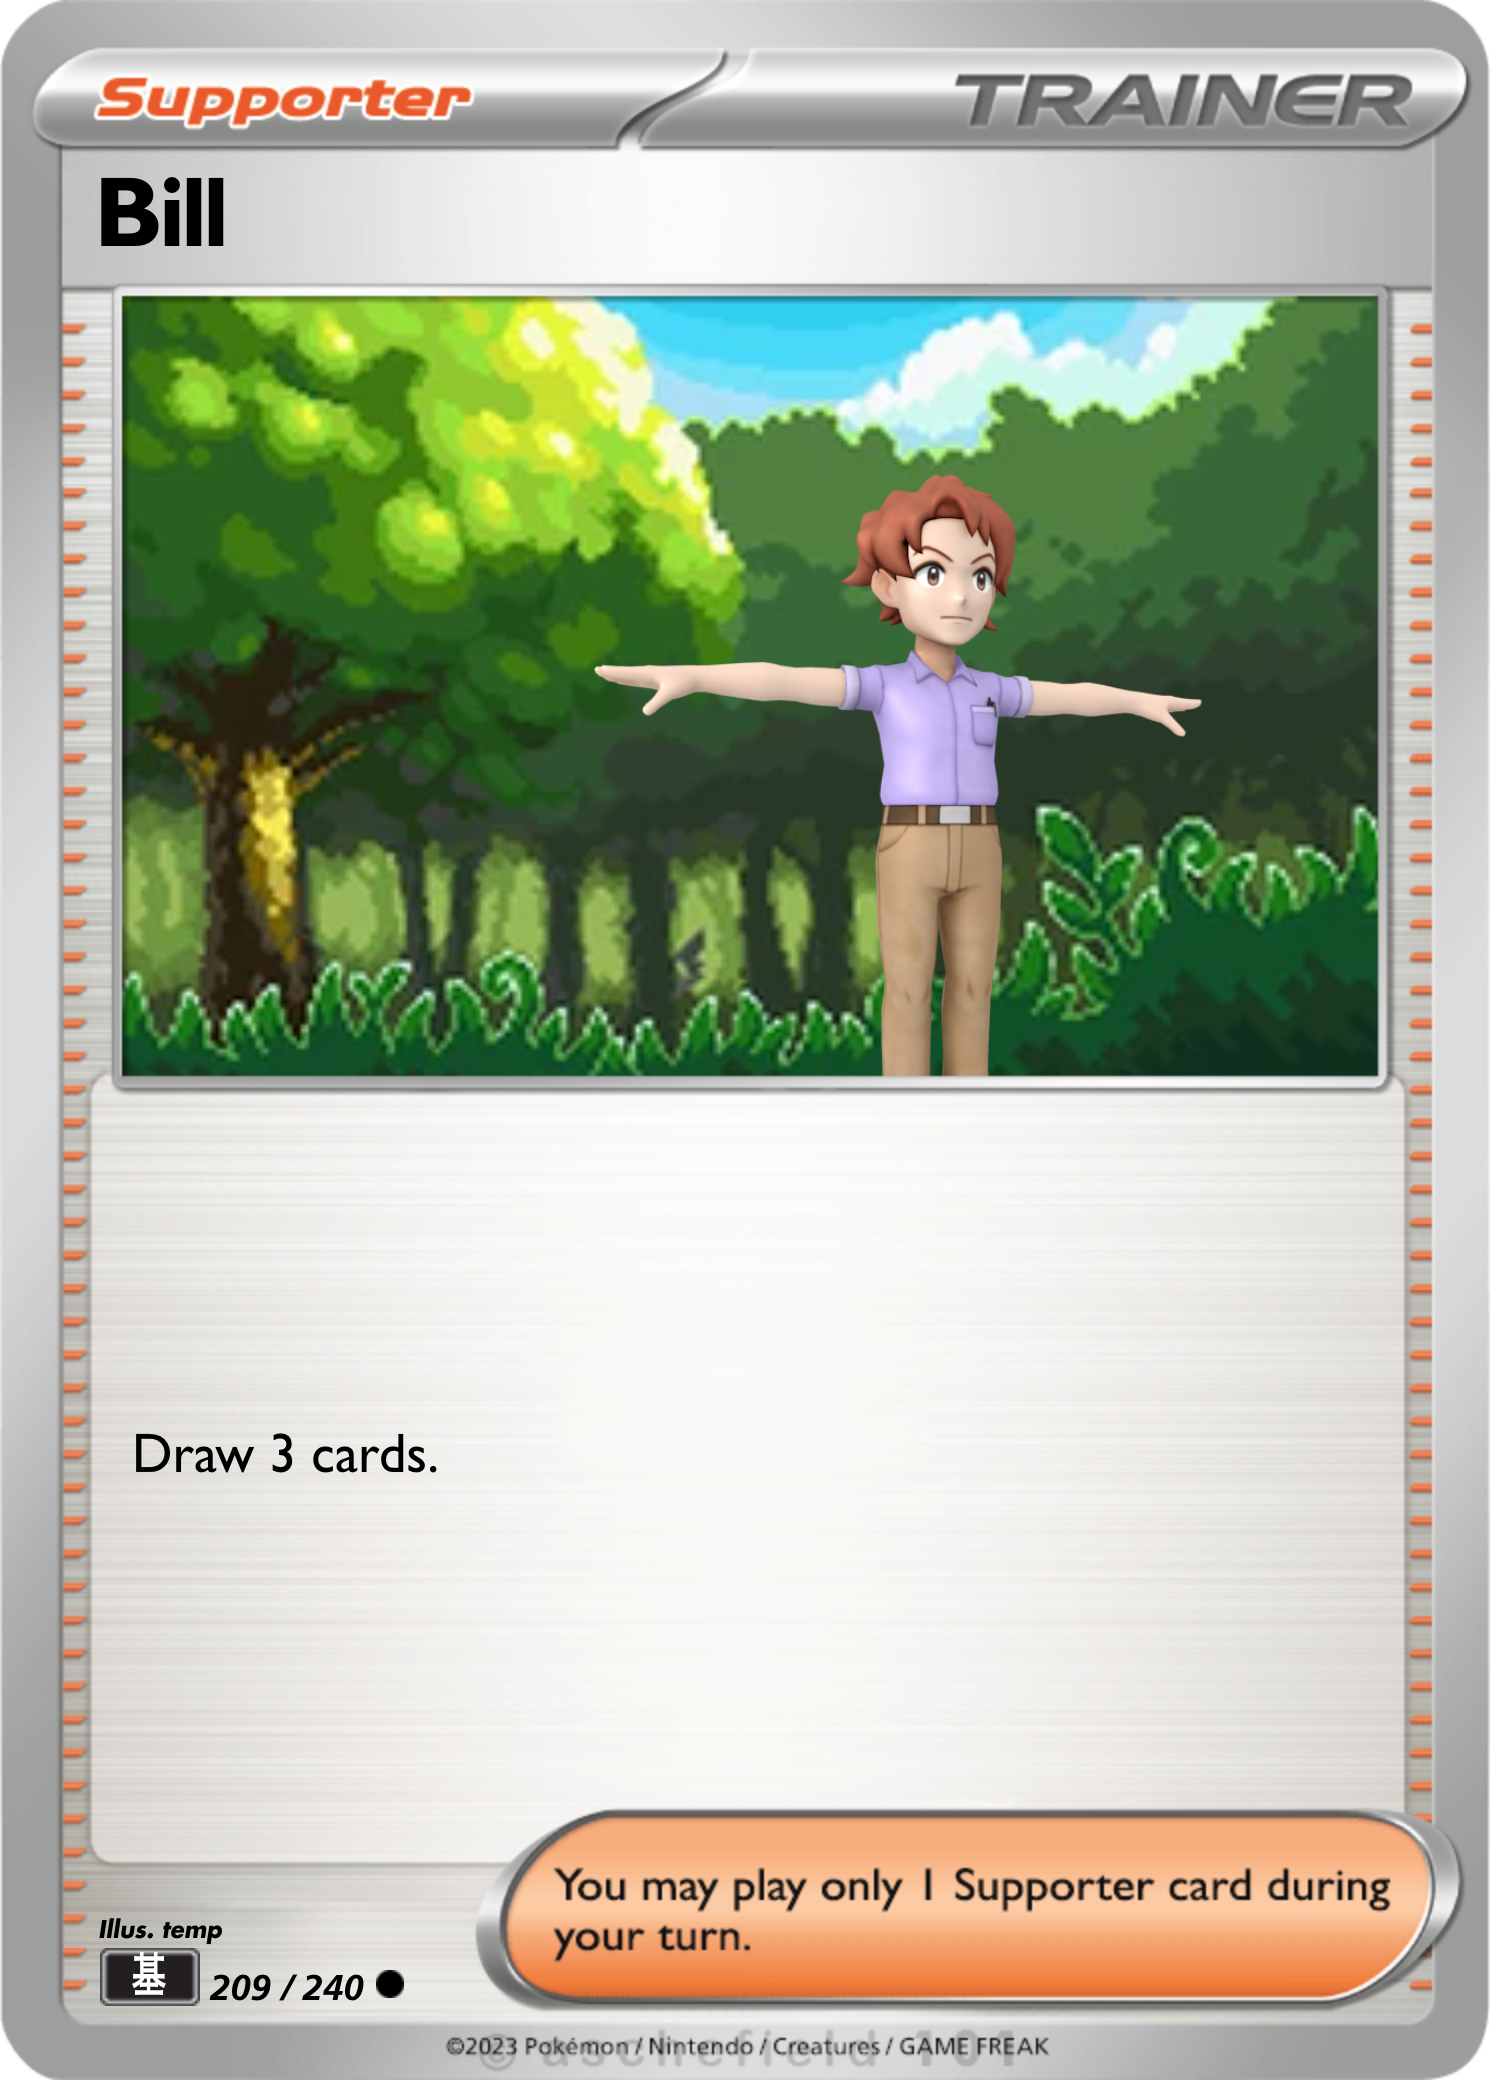 Supporter
TRAINER
Bill
Draw 3 cards.
You may play only 1 Supporter card during
your turn.
Illus. temp
基 209 / 240
©2023 Pokémon / Nintendo / Creatures / GAME FREAK